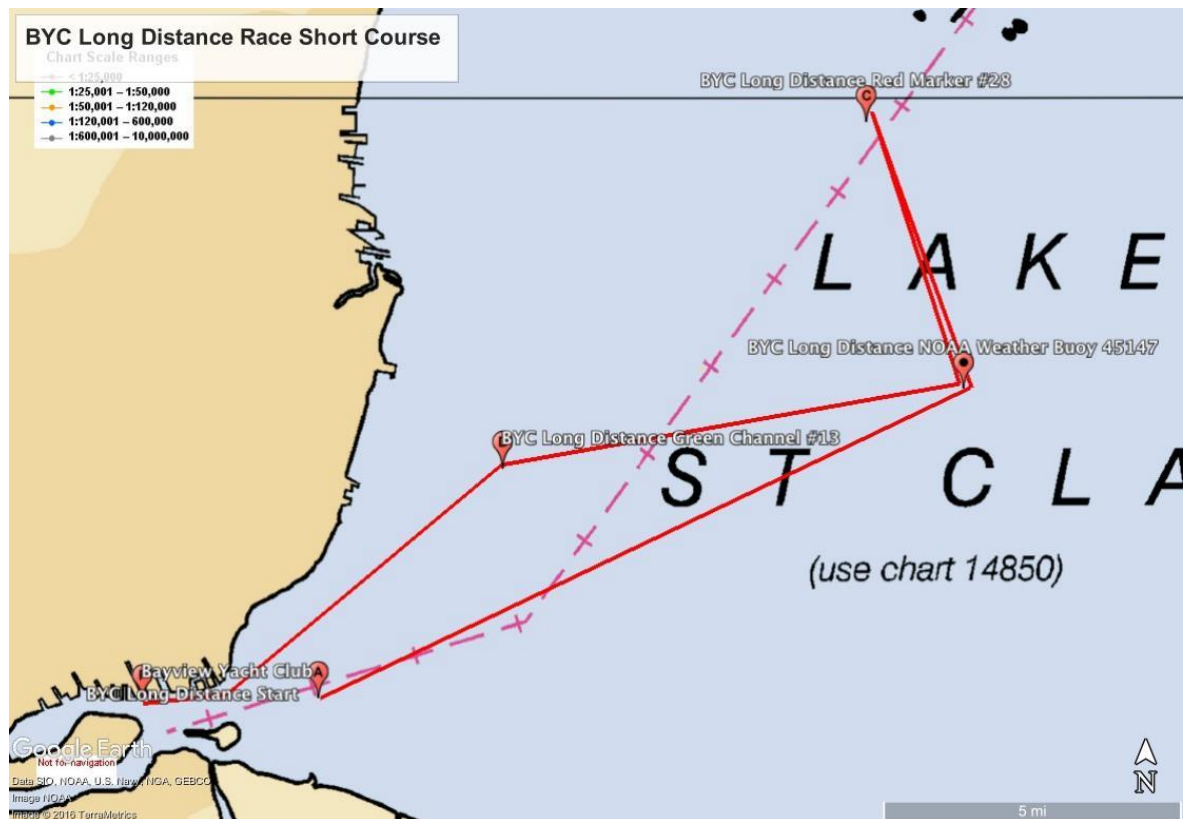 BYC Long Distance Race Short Course
Chart Scale Ranges
< 1:25,000
1:25,001 – 1:50,000
1:50,001 – 1:120,000
1:120,001 – 600,000
1:600,001 – 10,000,000
BYC Long Distance Red Marker #28
C
LAKE
BYC Long Distance NOAA Weather Buoy 45147
BYC Long Distance Green Channel #13
ST CLA
(use chart 14850)
Bayview Yacht Club
A
BYC Long Distance Start
Google Earth
Not for navigation
Data SIO, NOAA, U.S. Navy, NGA, GEBCO
Image NOAA
Image © 2016 TerraMetrics
N
5 mi